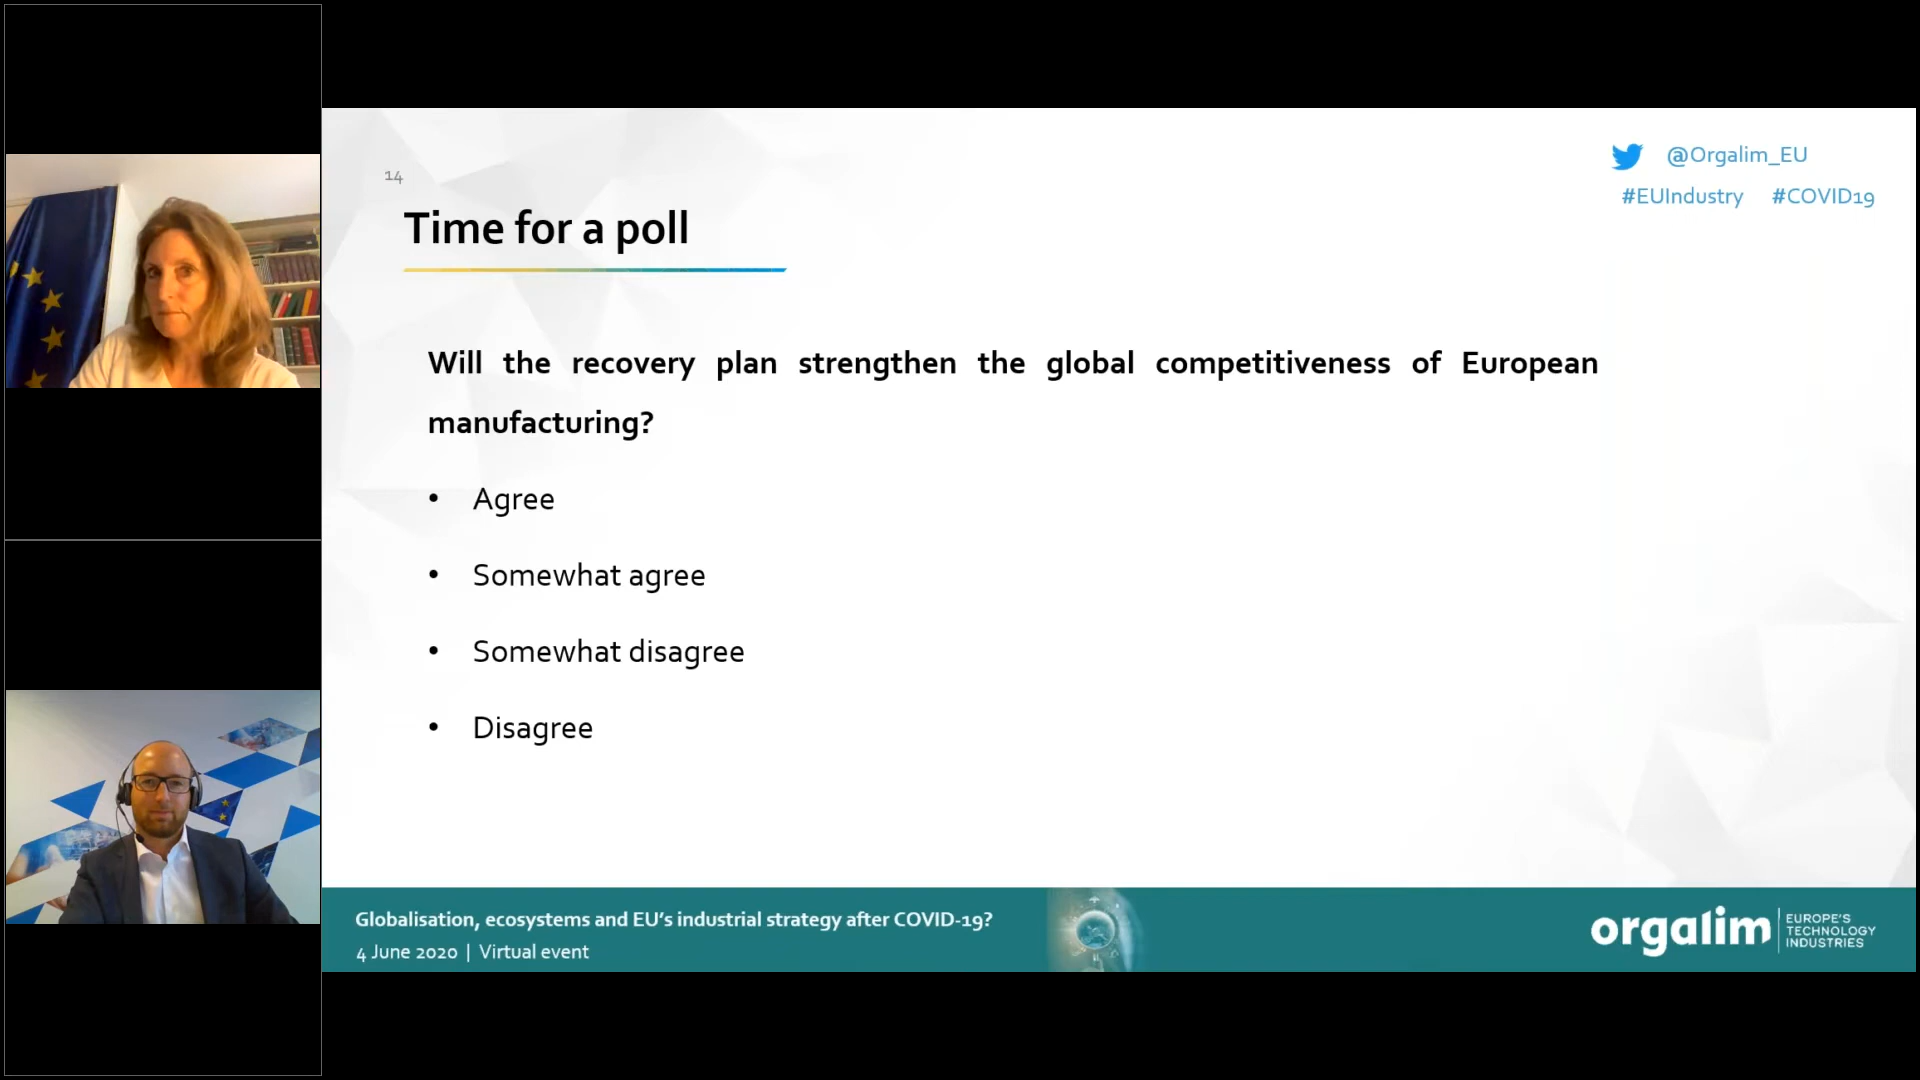 14
@Orgalim_EU
#EUIndustry #COVID19
Time for a poll
Will the recovery plan strengthen the global competitiveness of European
manufacturing?
• Agree
• Somewhat agree
• Somewhat disagree
• Disagree
Globalisation, ecosystems and EU's industrial strategy after COVID-19?
4 June 2020 | Virtual event
orgalim
EUROPE'S
TECHNOLOGY
INDUSTRIES